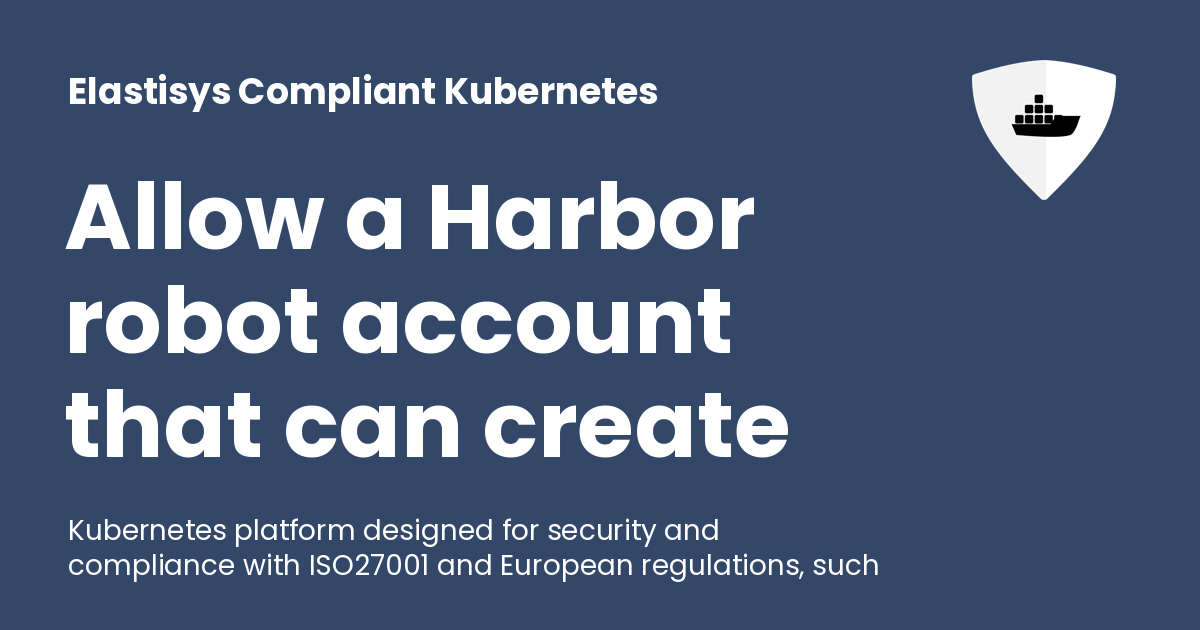 Elastisys Compliant Kubernetes
Allow a Harbor
robot account
that can create
Kubernetes platform designed for security and
compliance with ISO27001 and European regulations, such